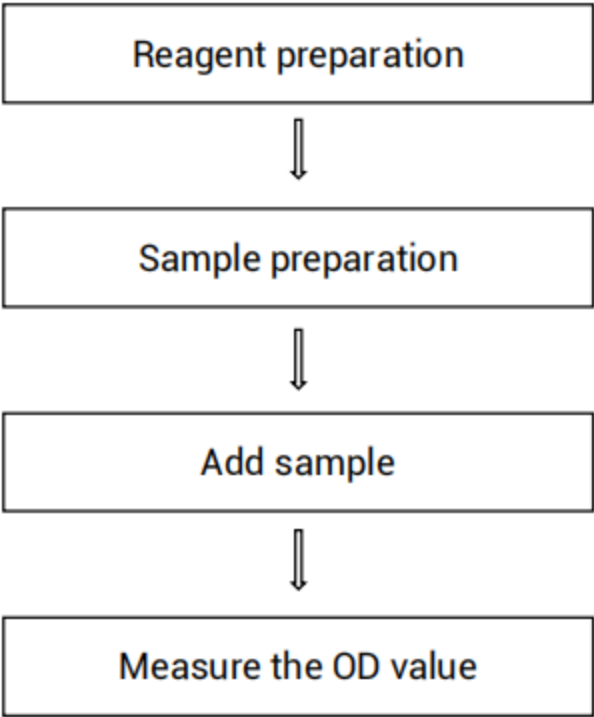 Reagent preparation
Sample preparation
Add sample
Measure the OD value